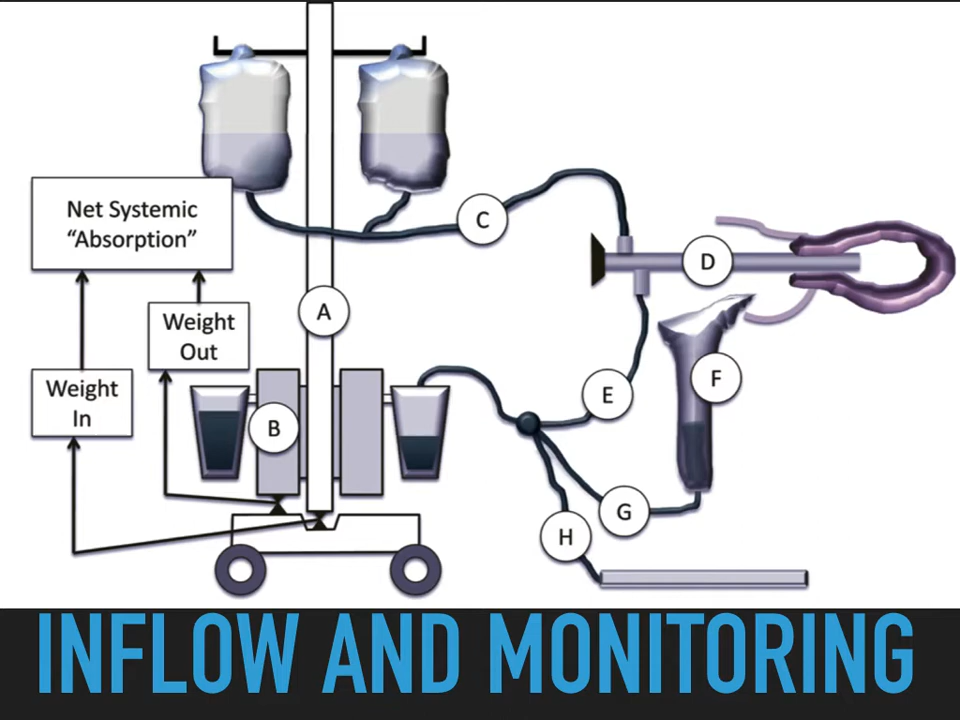 C
Net Systemic
“Absorption”
D
A
Weight
Out
Weight
In
F
E
B
G
H
INFLOW AND MONITORING